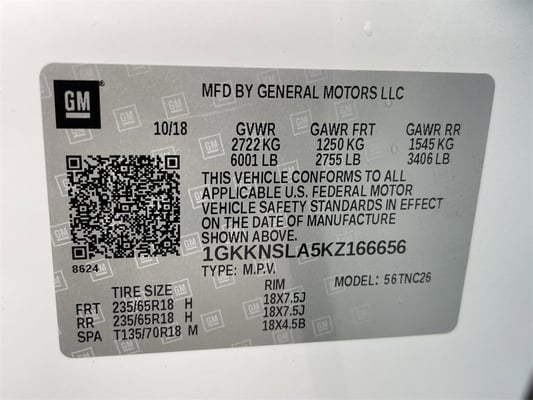 GM
MFD BY GENERAL MOTORS LLC
10/18 GVWR GAWR FRT GAWR RR
2722 KG 1250 KG 1545 KG
6001 LB 2755 LB 3406 LB
THIS VEHICLE CONFORMS TO ALL
APPLICABLE U.S. FEDERAL MOTOR
VEHICLE SAFETY STANDARDS IN EFFECT
ON THE DATE OF MANUFACTURE
SHOWN ABOVE.
1GKKNSLA5KZ166656
8624
TYPE: M.P.V. MODEL: 56TNC26
TIRE SIZE RIM
FRT 235/65R18 H 18X7.5J
RR 235/65R18 H 18X7.5J
SPA T135/70R18 M 18X4.5B